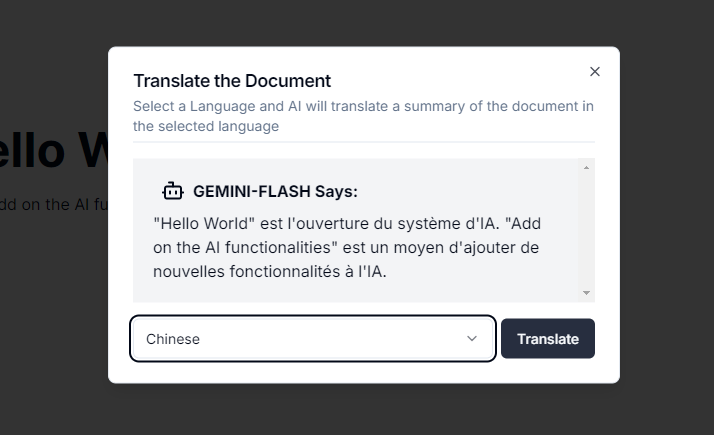 Translate the Document
Select a Language and AI will translate a summary of the document in
the selected language
ello W
dd on the AI fu
GEMINI-FLASH Says:
"Hello World" est l'ouverture du système d'IA. "Add
on the AI functionalities" est un moyen d'ajouter de
nouvelles fonctionnalités à l'IA.
Chinese
Translate